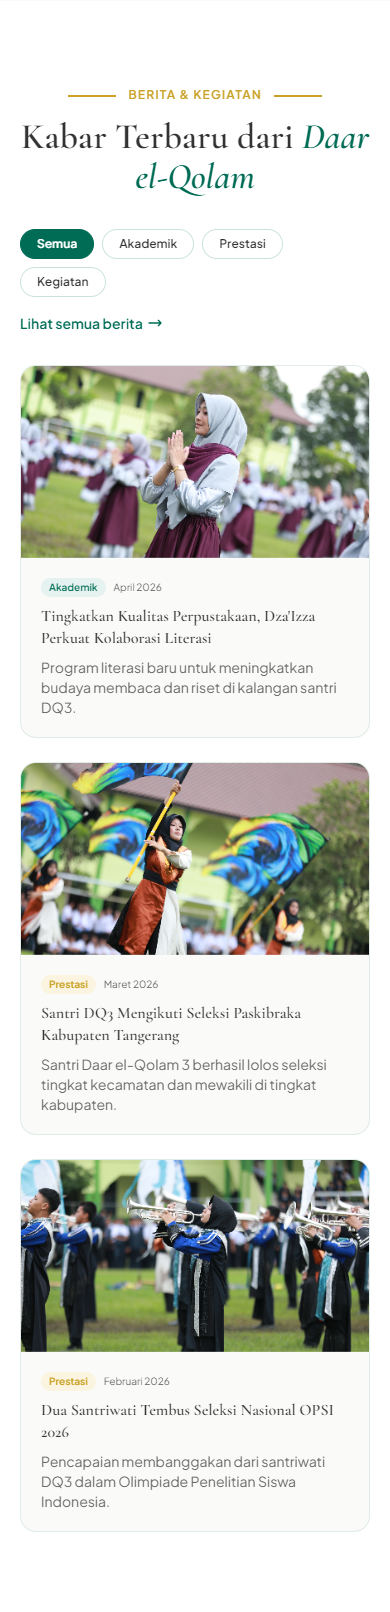 BERITA & KEGIATAN
Kabar Terbaru dari Daar
el-Qolam
Semua
Akademik
Prestasi
Kegiatan
Lihat semua berita →
Akademik April 2026
Tingkatkan Kualitas Perpustakaan, Dza'Izza
Perkuat Kolaborasi Literasi
Program literasi baru untuk meningkatkan
budaya membaca dan riset di kalangan santri
DQ3.
Prestasi Maret 2026
Santri DQ3 Mengikuti Seleksi Paskibraka
Kabupaten Tangerang
Santri Daar el-Qolam 3 berhasil lolos seleksi
tingkat kecamatan dan mewakili di tingkat
kabupaten.
Prestasi Februari 2026
Dua Santriwati Tembus Seleksi Nasional OPSI
2026
Pencapaian membanggakan dari santriwati
DQ3 dalam Olimpiade Penelitian Siswa
Indonesia.